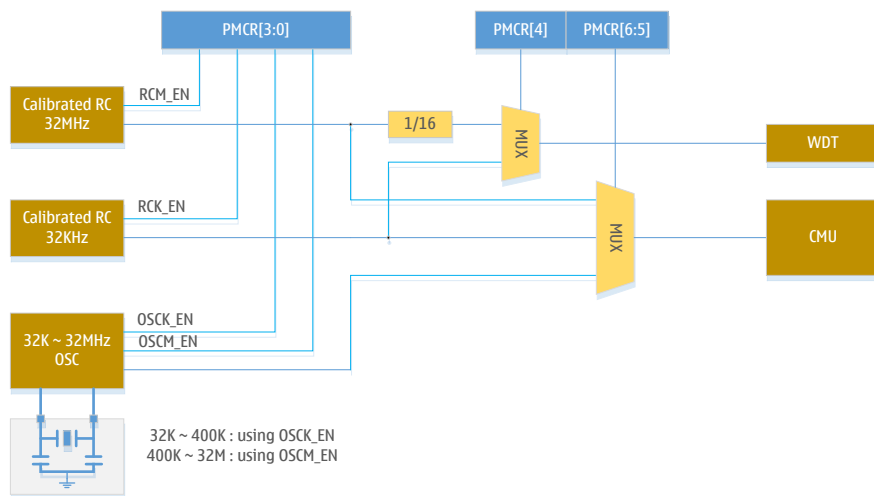 PMCR[3:0]
PMCR[4]
PMCR[6:5]
RCM_EN
Calibrated RC
32MHz
1/16
MUX
WDT
RCK_EN
Calibrated RC
32KHz
MUX
CMU
OSCK_EN
OSCM_EN
32K ~ 32MHz
OSC
32K ~ 400K : using OSCK_EN
400K ~ 32M : using OSCM_EN